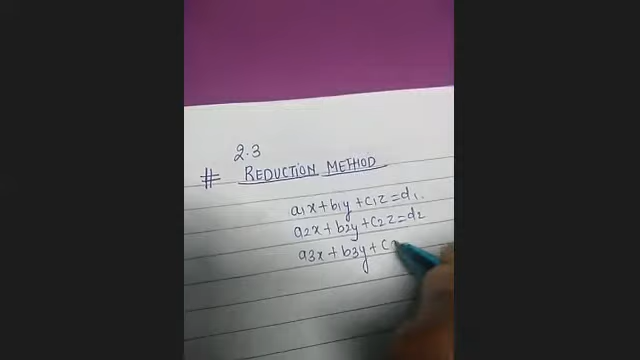 2.3
# REDUCTION METHOD
a₁x + b₁y + c₁z = d₁.
a₂x + b₂y + c₂z = d₂
a₃x + b₃y + c